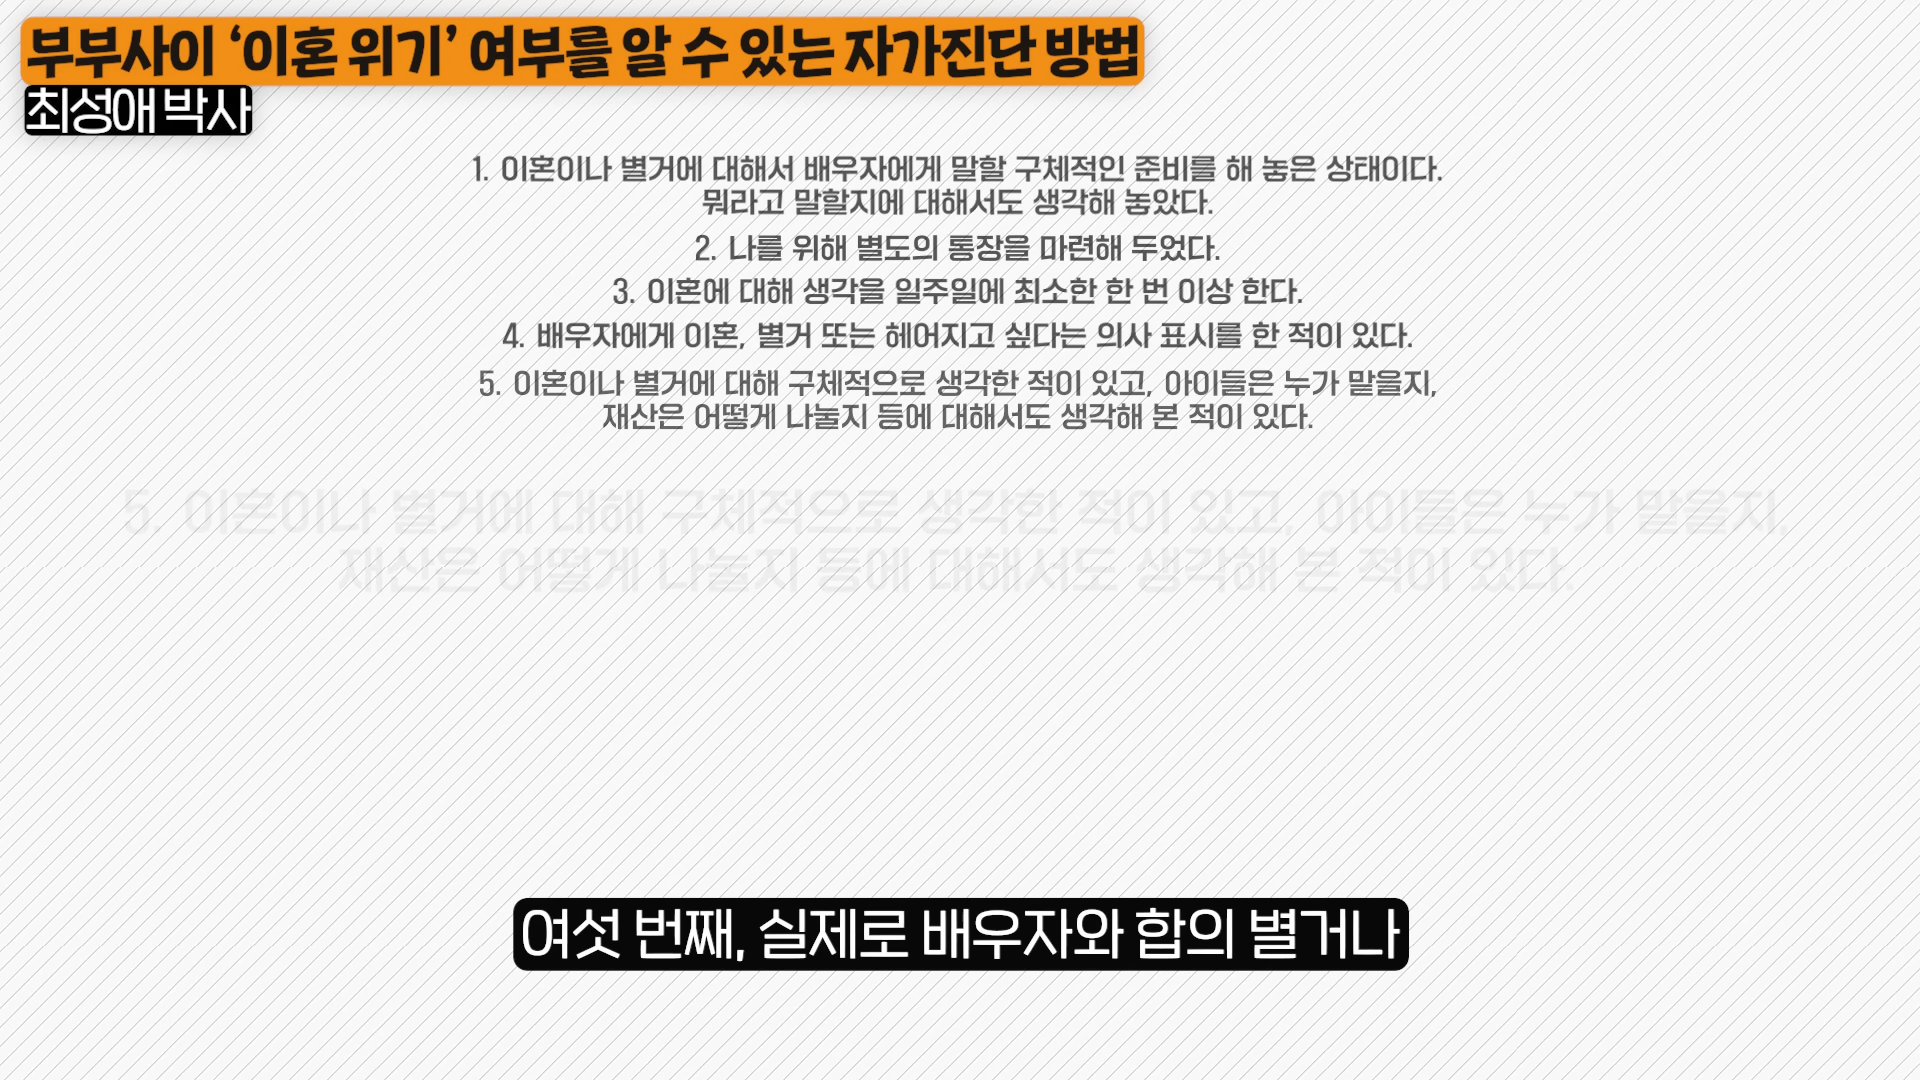 부부사이 ‘이혼 위기’ 여부를 알 수 있는 자가진단 방법
최성애 박사
1. 이혼이나 별거에 대해서 배우자에게 말할 구체적인 준비를 해 놓은 상태이다.
뭐라고 말할지에 대해서도 생각해 놓았다.
2. 나를 위해 별도의 통장을 마련해 두었다.
3. 이혼에 대해 생각을 일주일에 최소한 한 번 이상 한다.
4. 배우자에게 이혼, 별거 또는 헤어지고 싶다는 의사 표시를 한 적이 있다.
5. 이혼이나 별거에 대해 구체적으로 생각한 적이 있고, 아이들은 누가 맡을지,
재산은 어떻게 나눌지 등에 대해서도 생각해 본 적이 있다.
5. 이혼이나 별거에 대해 구체적으로 생각한 적이 있고, 아이들은 누가 맡을지,
재산은 어떻게 나눌지 등에 대해서도 생각해 본 적이 있다.
여섯 번째, 실제로 배우자와 합의 별거나